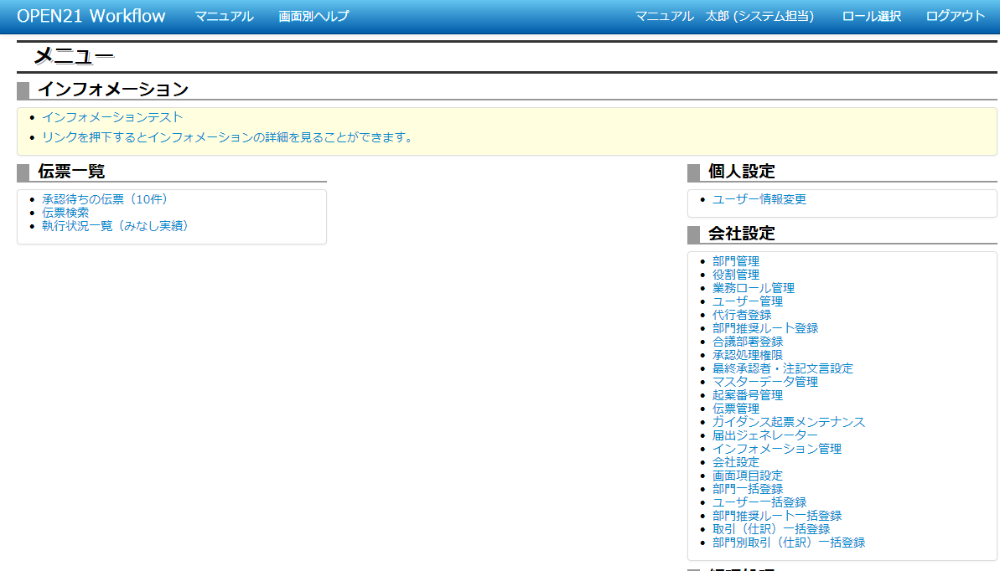 OPEN21 Workflow マニュアル 画面別ヘルプ マニュアル 太郎 (システム担当) ロール選択 ログアウト
メニュー
インフォメーション
インフォメーションテスト
リンクを押下するとインフォメーションの詳細を見ることができます。
伝票一覧
承認待ちの伝票（10件）
伝票検索
執行状況一覧（みなし実績）
個人設定
ユーザー情報変更
会社設定
部門管理
役割管理
業務ロール管理
ユーザー管理
代行者登録
部門推奨ルート登録
合議部署登録
承認処理権限
最終承認者・注記文言設定
マスターデータ管理
起案番号管理
伝票管理
ガイダンス起票メンテナンス
届出ジェネレーター
インフォメーション管理
会社設定
画面項目設定
部門一括登録
ユーザー一括登録
部門推奨ルート一括登録
取引（仕訳）一括登録
部門別取引（仕訳）一括登録